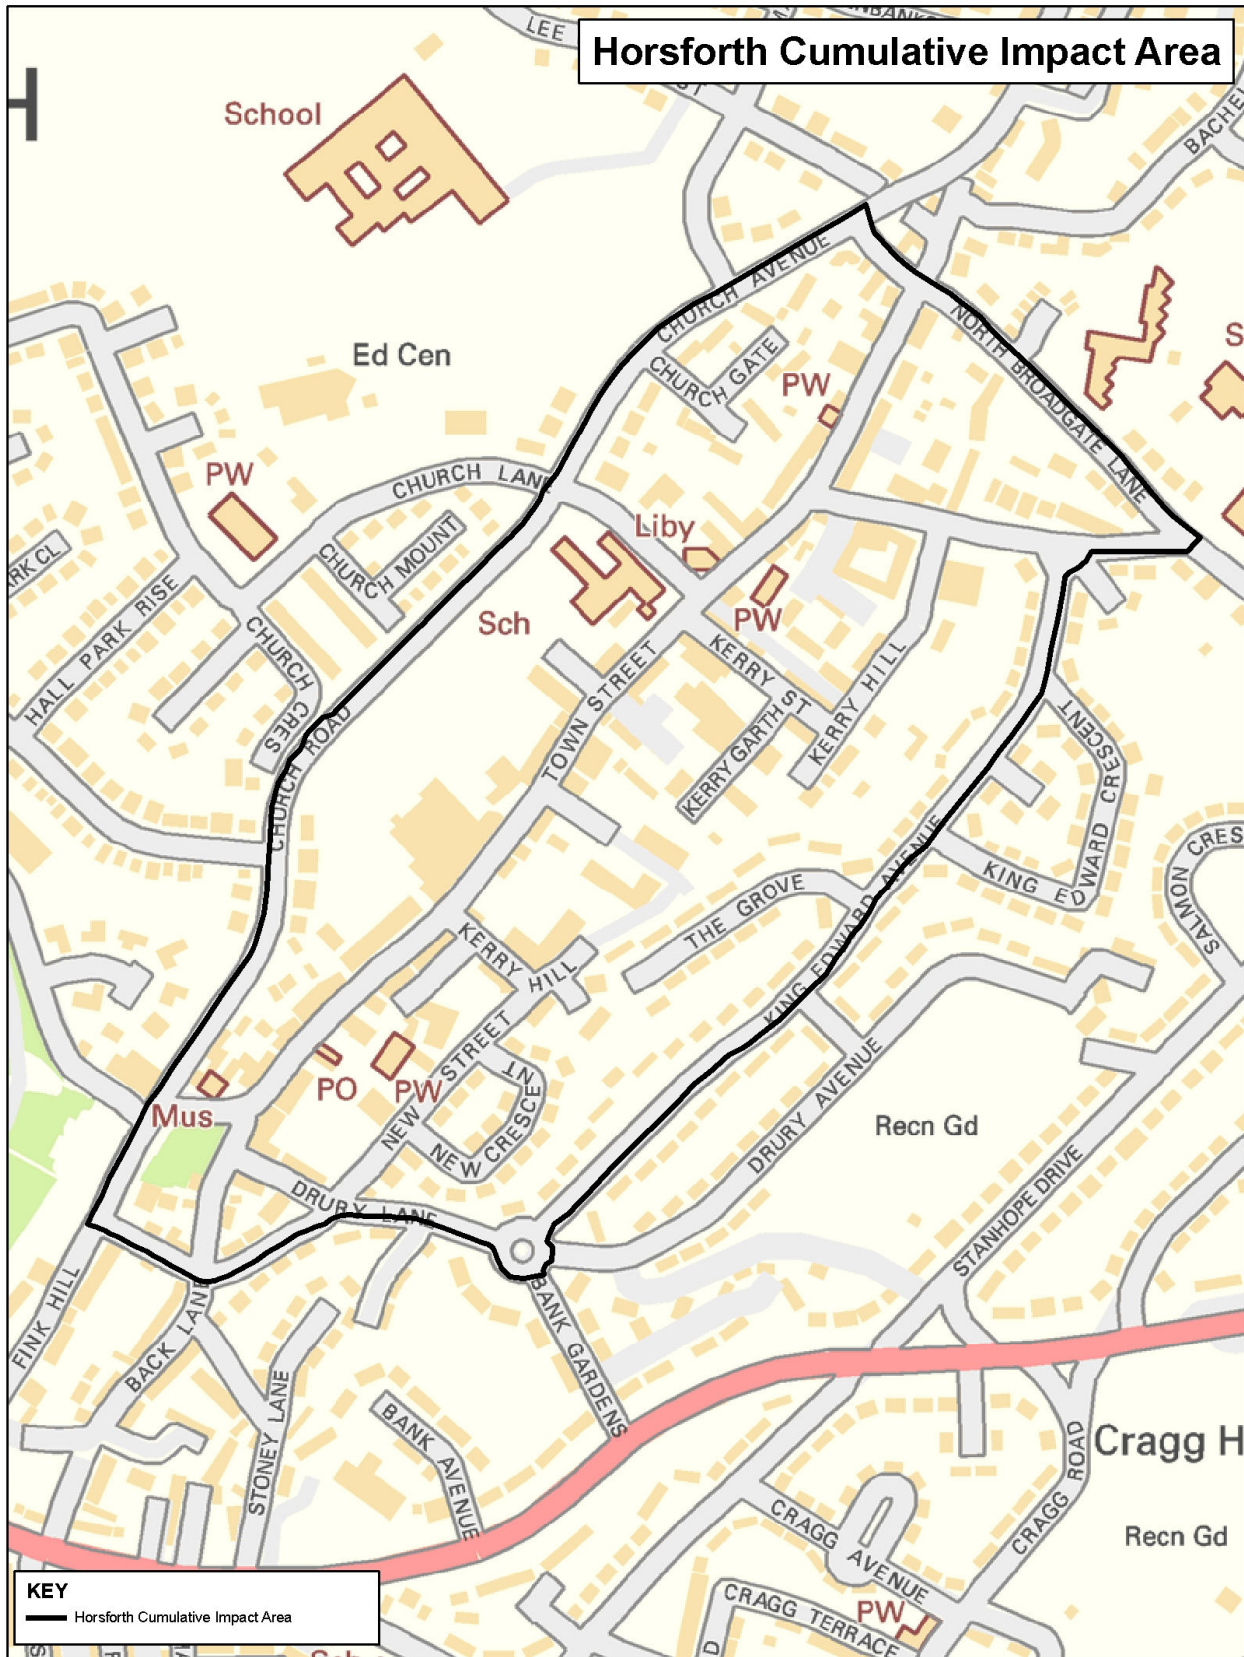 LEE
Horsforth Cumulative Impact Area
H
School
CHURCH AVENUE
NORTH BROADGATE LANE
Ed Cen
CHURCH GATE
PW
S
PW
CHURCH LANE
Liby
CHURCH MOUNT
Sch
PW
HALL PARK RISE
CHURCH CRES
CHURCH ROAD
TOWN STREET
KERRY ST
KERRY GARTH
KERRY HILL
KING EDWARD CRESCENT
KING EDWARD AVENUE
SALMON CRES
THE GROVE
KERRY HILL
NEW STREET
NEW CRESCENT
PO
PW
Mus
DRURY AVENUE
Recn Gd
DRURY LANE
STANHOPE DRIVE
FINK HILL
BACK LANE
BANK GARDENS
STONEY LANE
BANK AVENUE
CRAGG ROAD
Cragg H
Recn Gd
CRAGG AVENUE
CRAGG TERRACE
PW
D
KEY
Horsforth Cumulative Impact Area